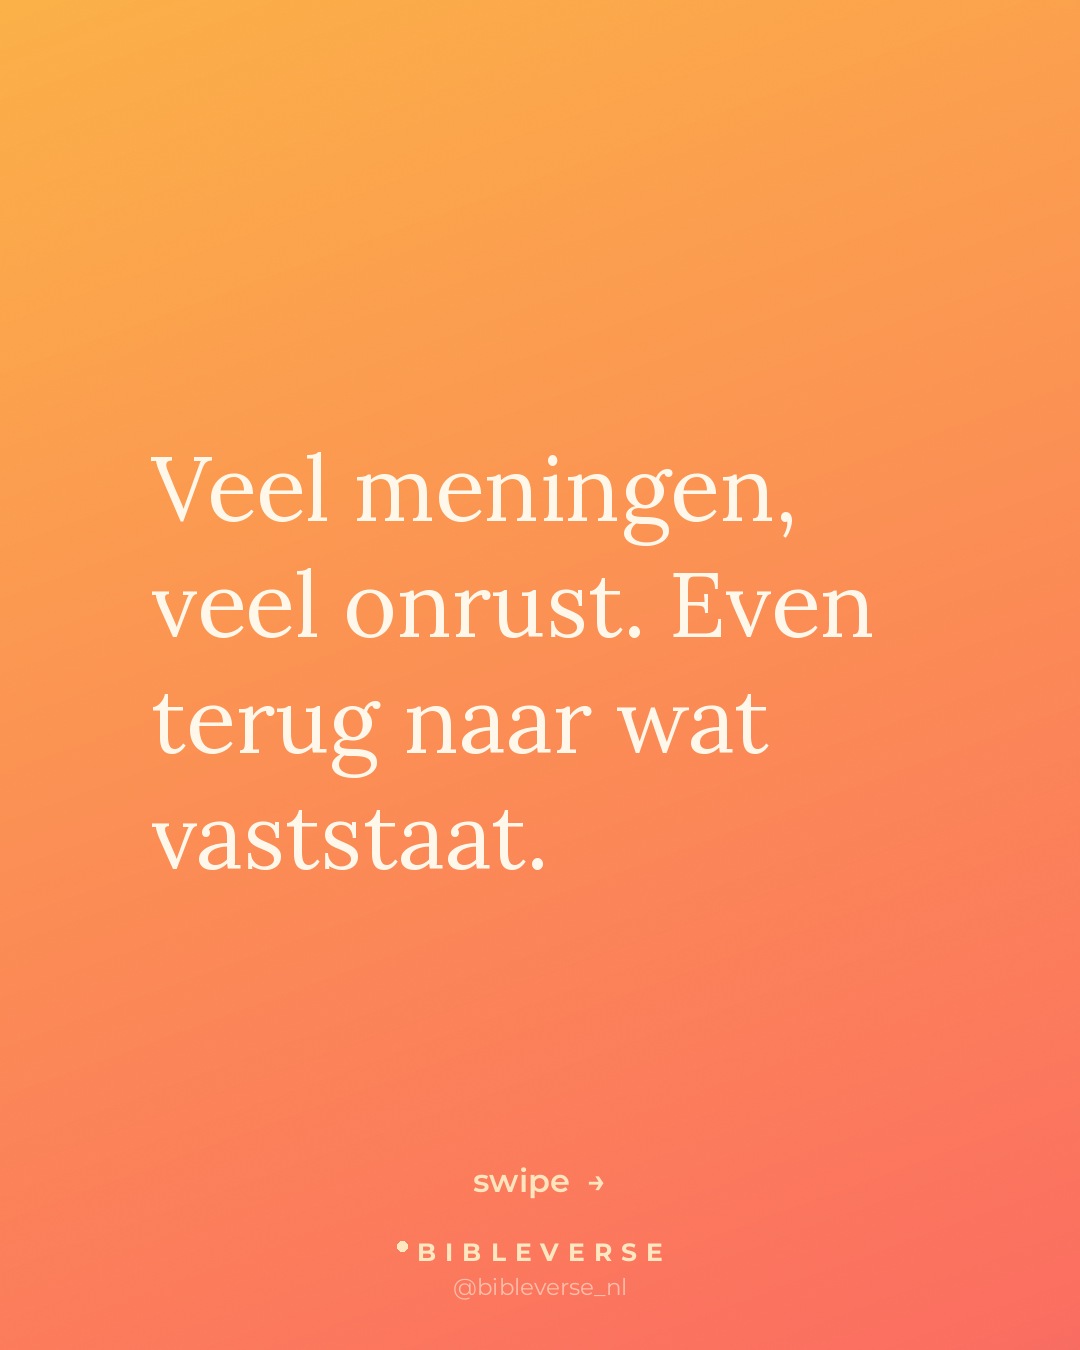 Veel meningen,
veel onrust. Even
terug naar wat
vaststaat.
swipe →
BIBLEVERSE
@bibleverse_nl